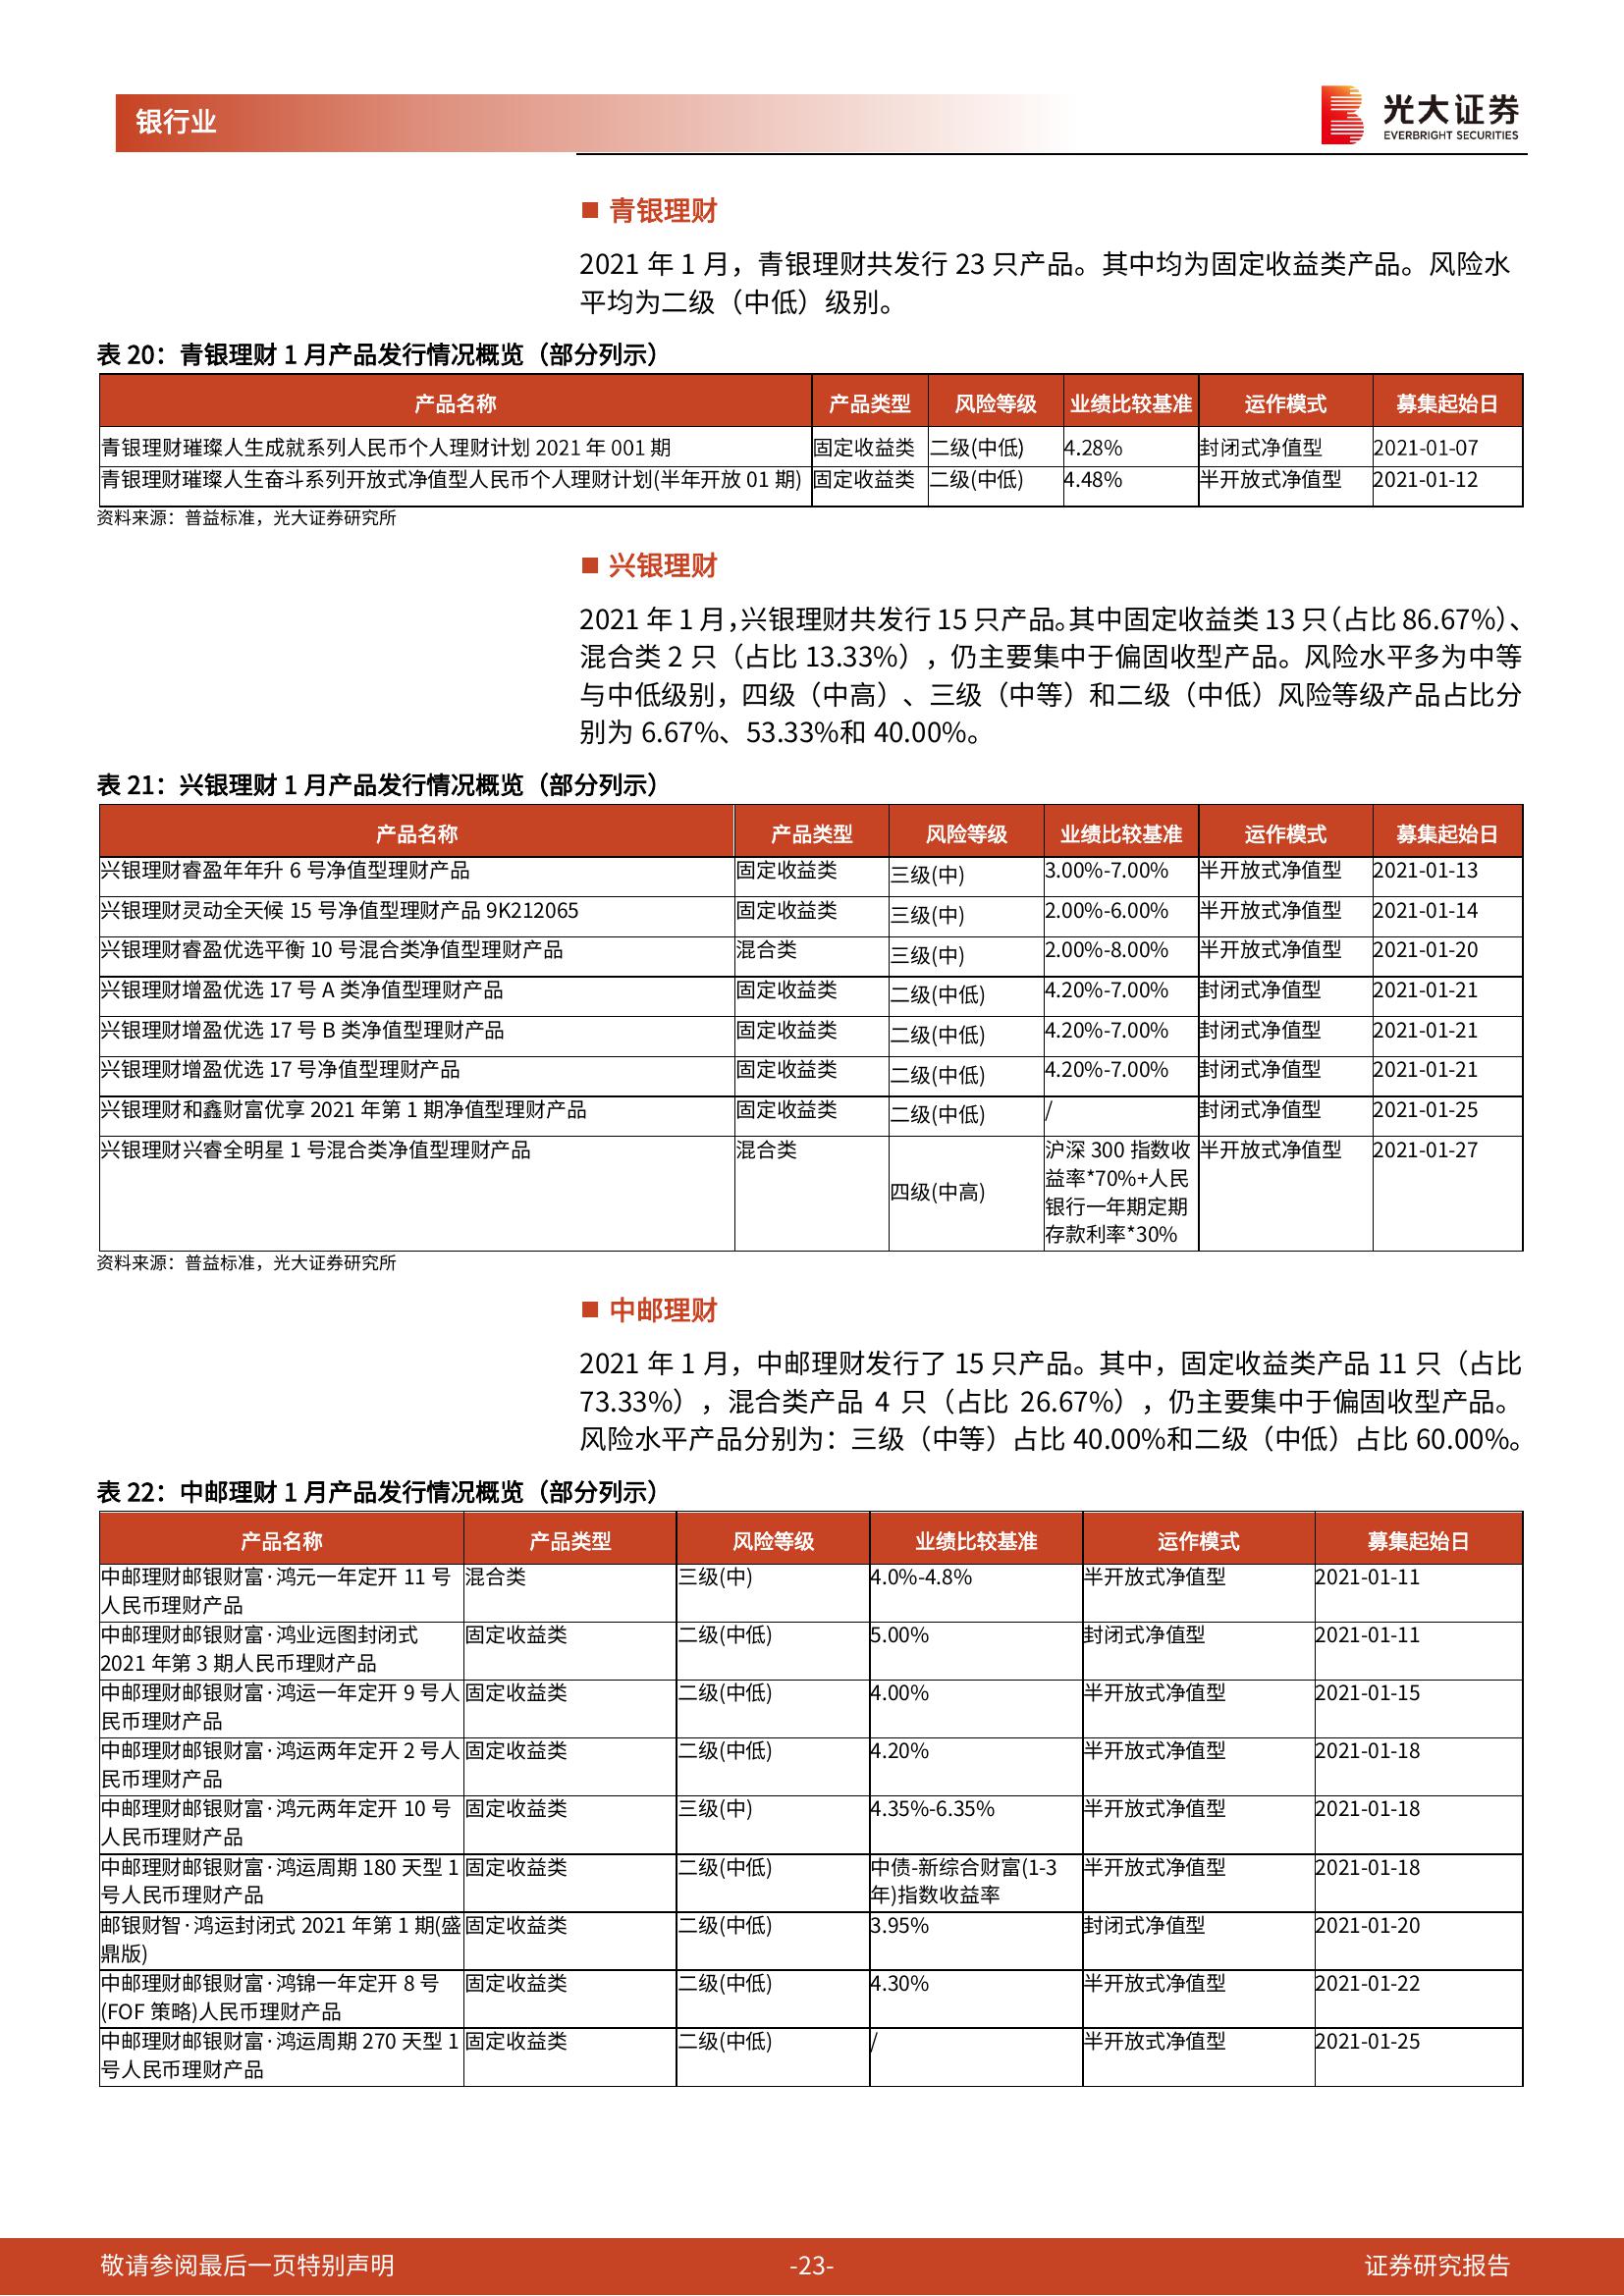 银行业
光大证券
EVERBRIGHT SECURITIES
■ 青银理财
2021 年 1 月，青银理财共发行 23 只产品。其中均为固定收益类产品。风险水
平均为二级（中低）级别。
表 20：青银理财 1 月产品发行情况概览（部分列示）
产品名称 产品类型 风险等级 业绩比较基准 运作模式 募集起始日
青银理财璀璨人生成就系列人民币个人理财计划 2021 年 001 期 固定收益类 二级(中低) 4.28% 封闭式净值型 2021-01-07
青银理财璀璨人生奋斗系列开放式净值型人民币个人理财计划(半年开放 01 期) 固定收益类 二级(中低) 4.48% 半开放式净值型 2021-01-12
资料来源：普益标准，光大证券研究所
■ 兴银理财
2021 年 1 月，兴银理财共发行 15 只产品。其中固定收益类 13 只（占比 86.67%）、
混合类 2 只（占比 13.33%），仍主要集中于偏固收型产品。风险水平多为中等
与中低级别，四级（中高）、三级（中等）和二级（中低）风险等级产品占比分
别为 6.67%、53.33%和 40.00%。
表 21：兴银理财 1 月产品发行情况概览（部分列示）
产品名称 产品类型 风险等级 业绩比较基准 运作模式 募集起始日
兴银理财睿盈年年升 6 号净值型理财产品 固定收益类 三级(中) 3.00%-7.00% 半开放式净值型 2021-01-13
兴银理财灵动全天候 15 号净值型理财产品 9K212065 固定收益类 三级(中) 2.00%-6.00% 半开放式净值型 2021-01-14
兴银理财睿盈优选平衡 10 号混合类净值型理财产品 混合类 三级(中) 2.00%-8.00% 半开放式净值型 2021-01-20
兴银理财增盈优选 17 号 A 类净值型理财产品 固定收益类 二级(中低) 4.20%-7.00% 封闭式净值型 2021-01-21
兴银理财增盈优选 17 号 B 类净值型理财产品 固定收益类 二级(中低) 4.20%-7.00% 封闭式净值型 2021-01-21
兴银理财增盈优选 17 号净值型理财产品 固定收益类 二级(中低) 4.20%-7.00% 封闭式净值型 2021-01-21
兴银理财和鑫财富优享 2021 年第 1 期净值型理财产品 固定收益类 二级(中低) / 封闭式净值型 2021-01-25
兴银理财兴睿全明星 1 号混合类净值型理财产品 混合类 四级(中高) 沪深 300 指数收 半开放式净值型 2021-01-27
益率*70%+人民
银行一年期定期
存款利率*30%
资料来源：普益标准，光大证券研究所
■ 中邮理财
2021 年 1 月，中邮理财发行了 15 只产品。其中，固定收益类产品 11 只（占比
73.33%），混合类产品 4 只（占比 26.67%），仍主要集中于偏固收型产品。
风险水平产品分别为：三级（中等）占比 40.00%和二级（中低）占比 60.00%。
表 22：中邮理财 1 月产品发行情况概览（部分列示）
产品名称 产品类型 风险等级 业绩比较基准 运作模式 募集起始日
中邮理财邮银财富·鸿元一年定开 11 号 混合类 三级(中) 4.0%-4.8% 半开放式净值型 2021-01-11
人民币理财产品
中邮理财邮银财富·鸿业远图封闭式 固定收益类 二级(中低) 5.00% 封闭式净值型 2021-01-11
2021 年第 3 期人民币理财产品
中邮理财邮银财富·鸿运一年定开 9 号人 固定收益类 二级(中低) 4.00% 半开放式净值型 2021-01-15
民币理财产品
中邮理财邮银财富·鸿运两年定开 2 号人 固定收益类 二级(中低) 4.20% 半开放式净值型 2021-01-18
民币理财产品
中邮理财邮银财富·鸿元两年定开 10 号 固定收益类 三级(中) 4.35%-6.35% 半开放式净值型 2021-01-18
人民币理财产品
中邮理财邮银财富·鸿运周期 180 天型 1 固定收益类 二级(中低) 中债-新综合财富(1-3 半开放式净值型 2021-01-18
号人民币理财产品 年)指数收益率
邮银财智·鸿运封闭式 2021 年第 1 期(盛 固定收益类 二级(中低) 3.95% 封闭式净值型 2021-01-20
鼎版)
中邮理财邮银财富·鸿锦一年定开 8 号 固定收益类 二级(中低) 4.30% 半开放式净值型 2021-01-22
(FOF 策略)人民币理财产品
中邮理财邮银财富·鸿运周期 270 天型 1 固定收益类 二级(中低) / 半开放式净值型 2021-01-25
号人民币理财产品
敬请参阅最后一页特别声明 -23- 证券研究报告